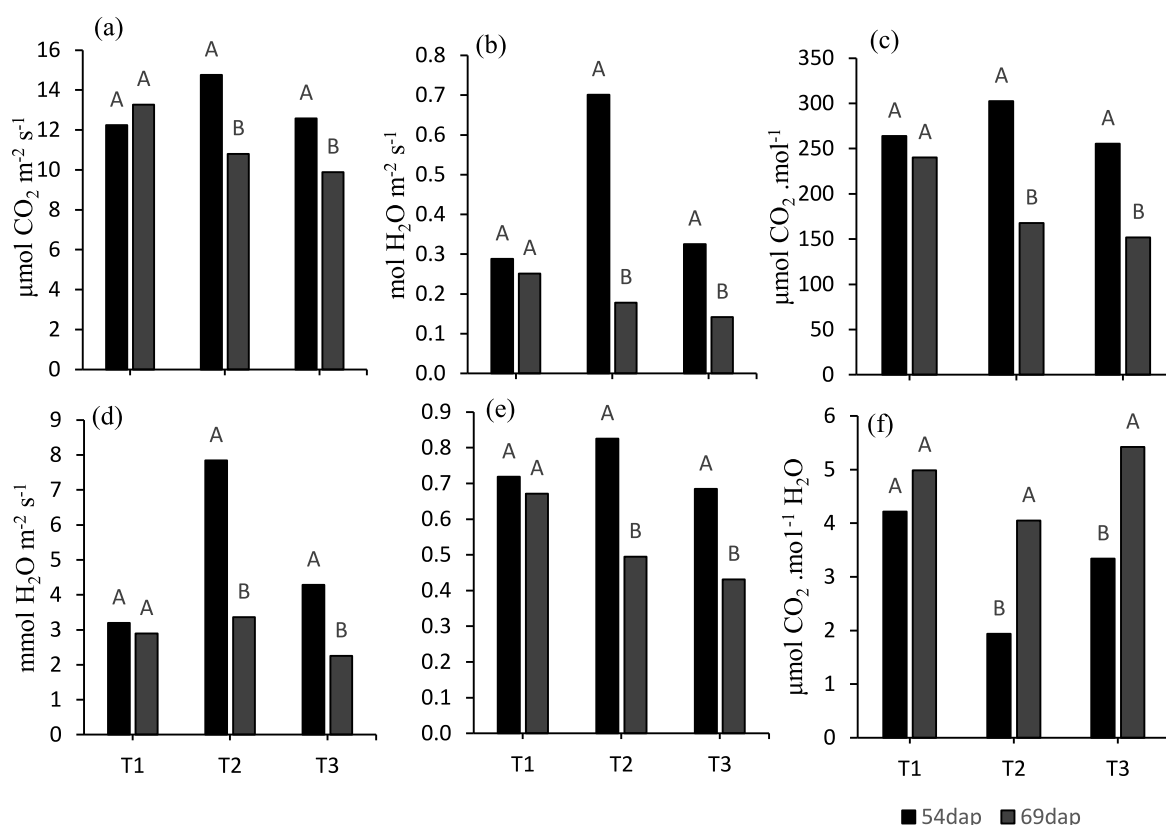 (a)
μmol CO₂ m⁻² s⁻¹
16
14
12
10
8
6
4
2
0
A A A B A B
(b)
mol H₂O m⁻² s⁻¹
0.8
0.7
0.6
0.5
0.4
0.3
0.2
0.1
0.0
A A A B A B
(c)
μmol CO₂ .mol⁻¹
350
300
250
200
150
100
50
0
A A A B A B
(d)
mmol H₂O m⁻² s⁻¹
9
8
7
6
5
4
3
2
1
0
A A A B A B
T1 T2 T3
(e)
0.9
0.8
0.7
0.6
0.5
0.4
0.3
0.2
0.1
0.0
A A A B A B
T1 T2 T3
(f)
μmol CO₂ .mol⁻¹ H₂O
6
5
4
3
2
1
0
A A B A B A
T1 T2 T3
54dap 69dap